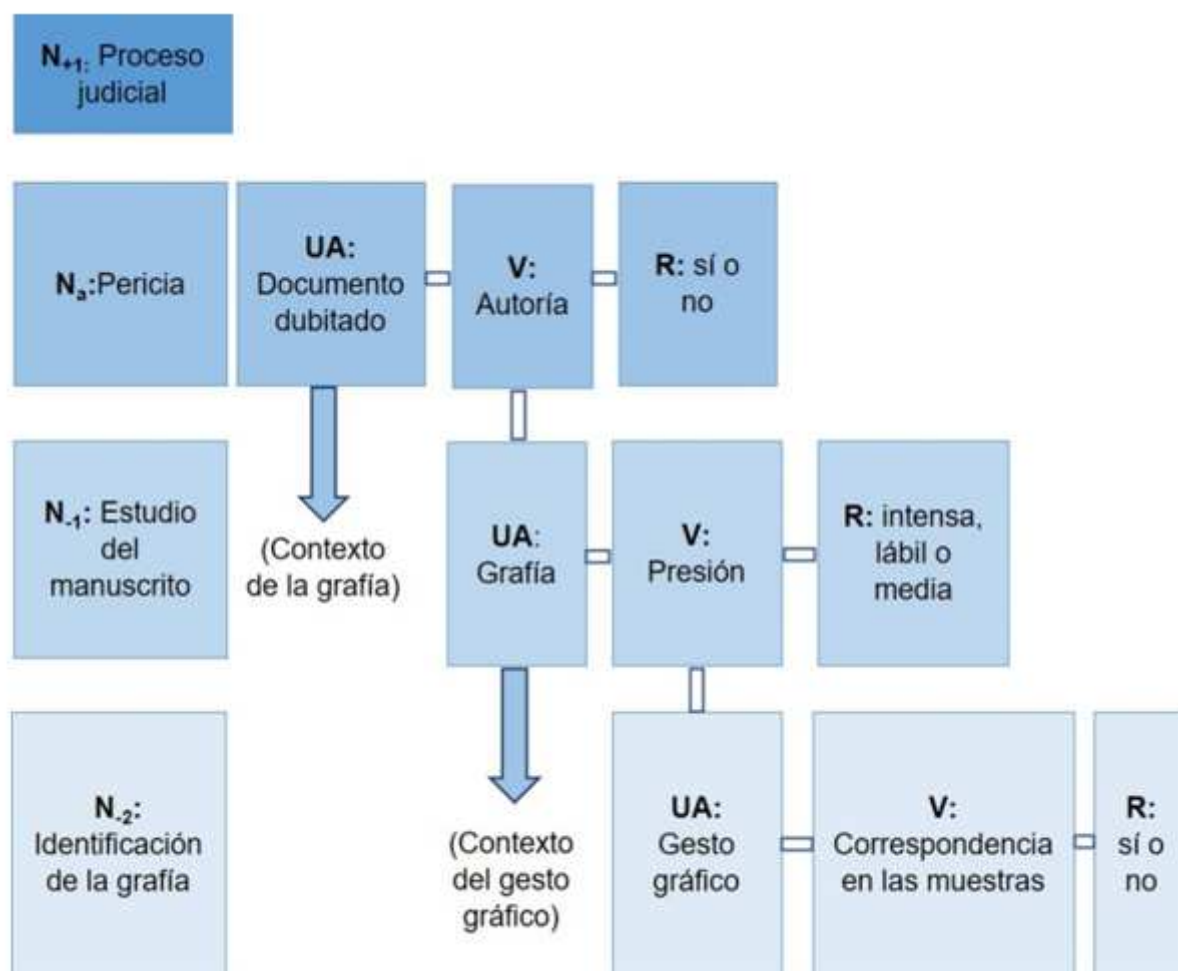 N+1: Proceso
judicial
Na:Pericia
UA:
Documento
dubitado
V:
Autoría
R: sí o
no
N-1: Estudio
del
manuscrito
(Contexto
de la grafía)
UA:
Grafía
V:
Presión
R: intensa,
lábil o
media
N-2:
Identificación
de la grafía
(Contexto
del gesto
gráfico)
UA:
Gesto
gráfico
V:
Correspondencia
en las muestras
R:
sí o
no